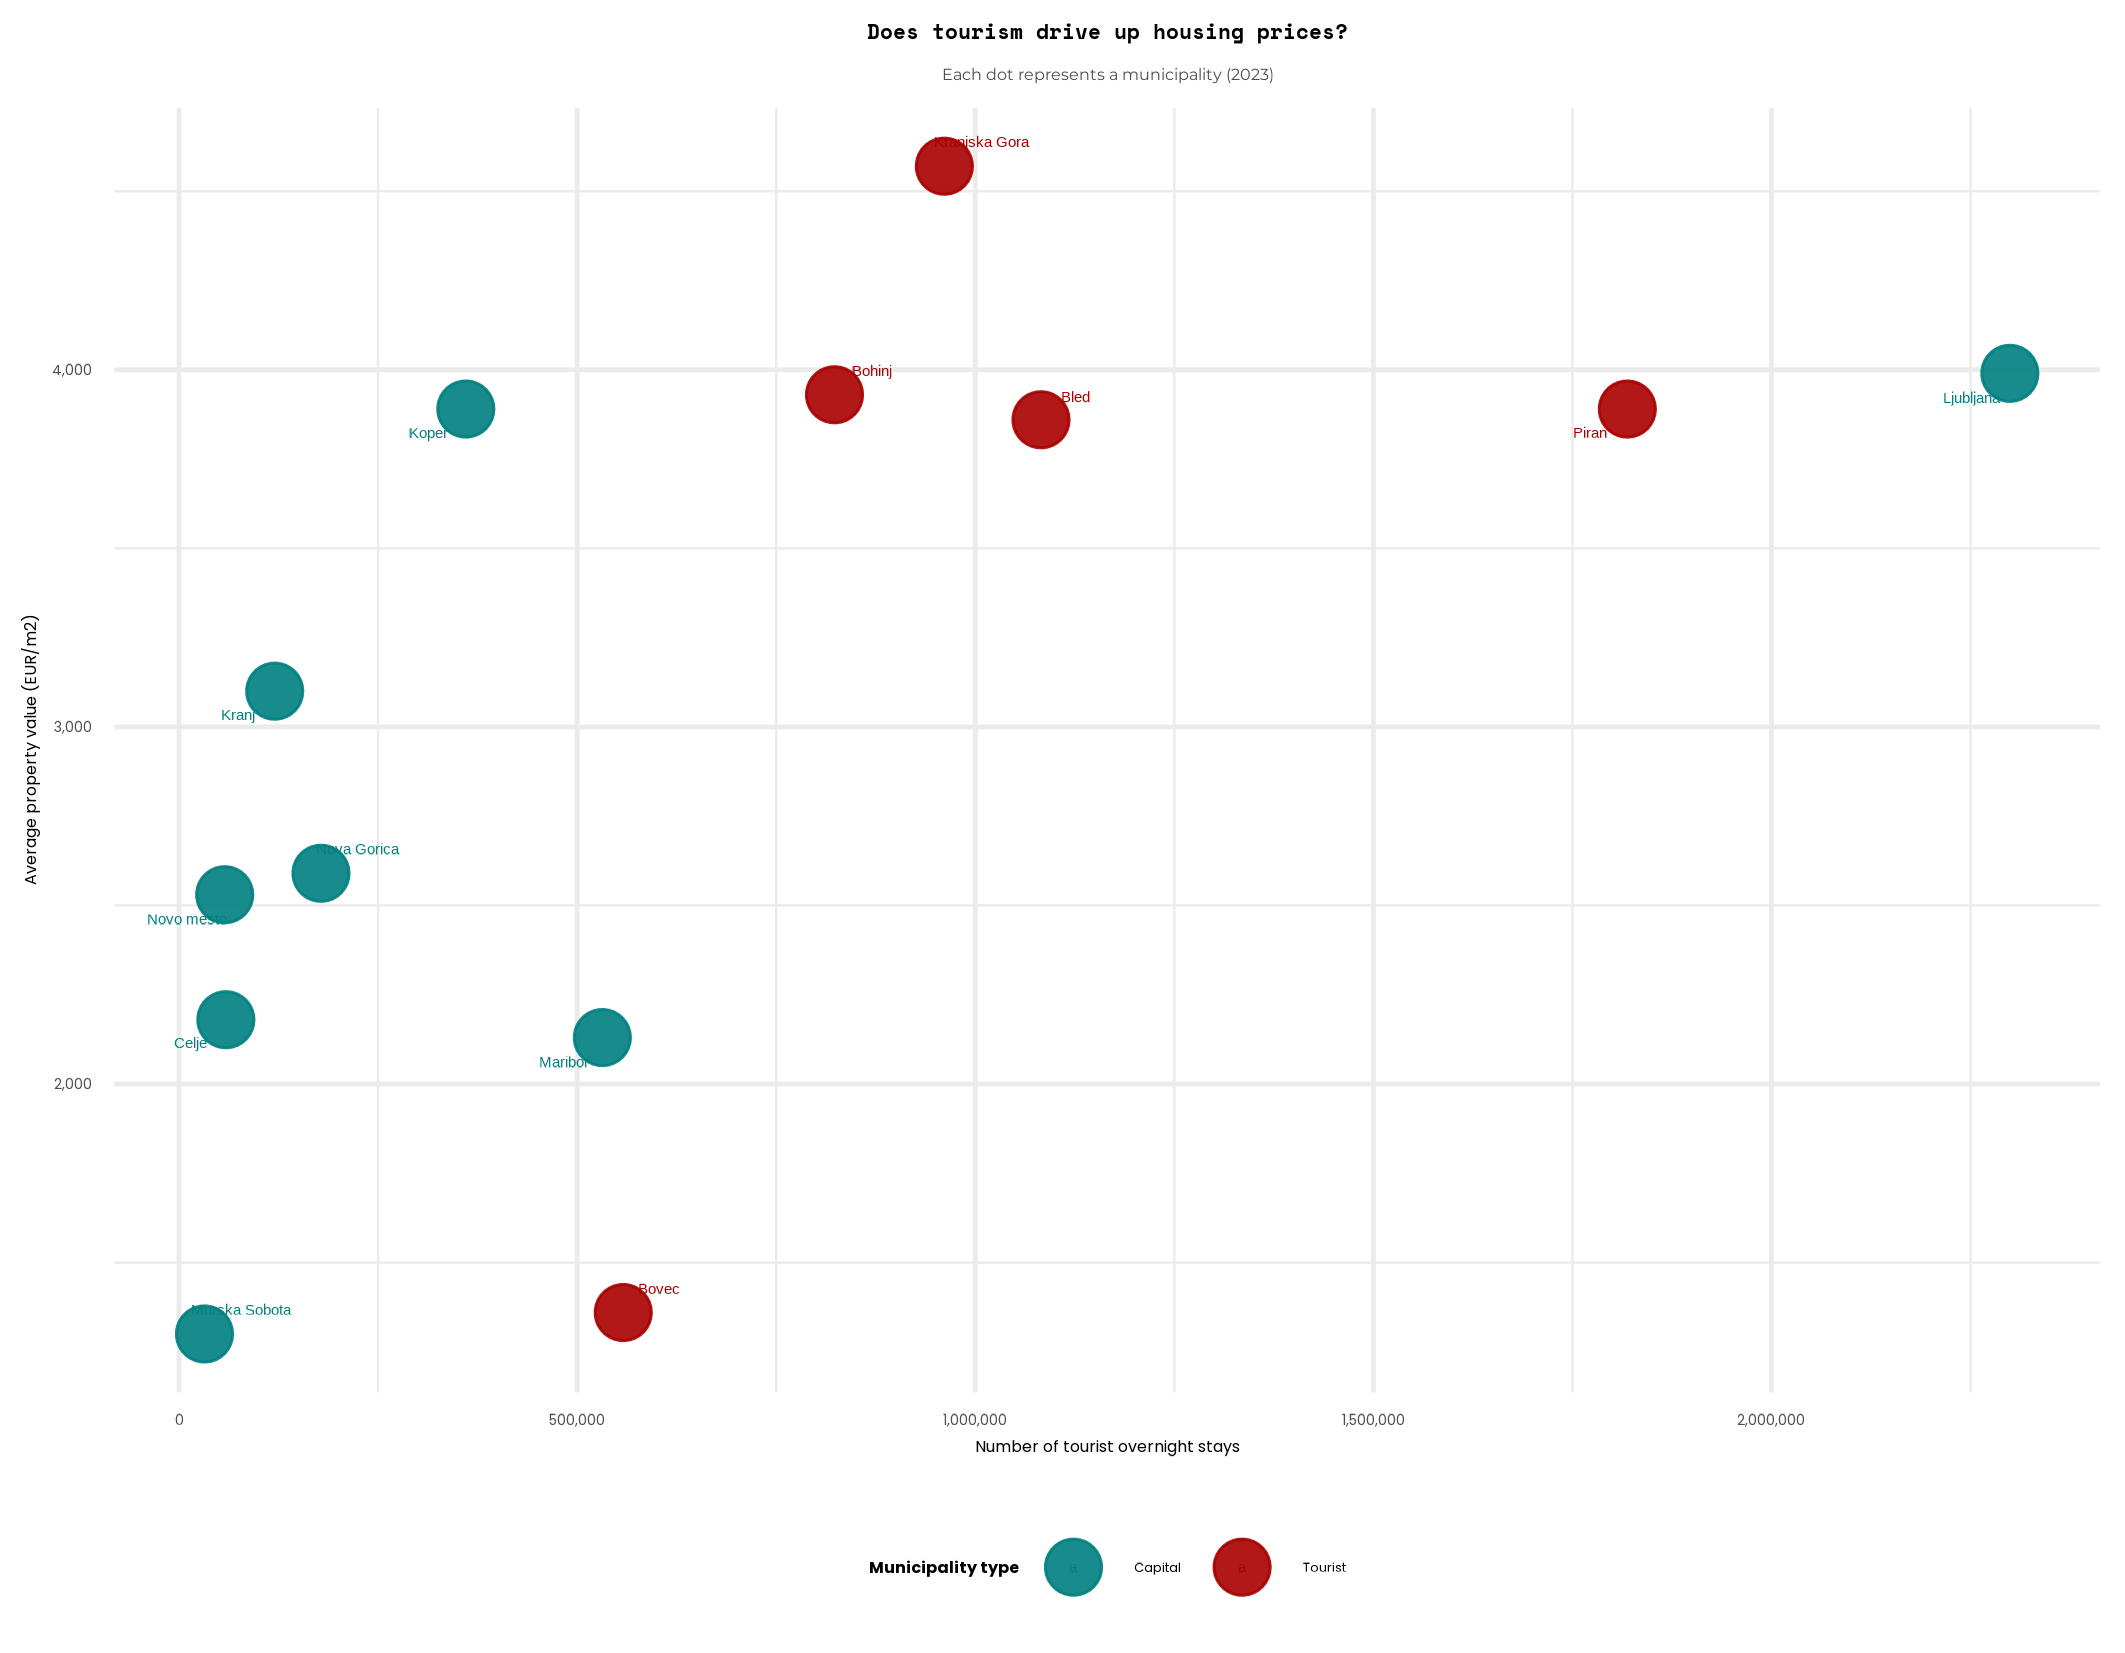 Does tourism drive up housing prices?
Each dot represents a municipality (2023)
Kranjska Gora
4,000
Bohinj
Bled
Koper
Piran
Ljubljana
Kranj
3,000
Average property value (EUR/m2)
Nova Gorica
Novo mesto
Celje
Maribor
2,000
Bovec
Murska Sobota
0
500,000
1,000,000
1,500,000
2,000,000
Number of tourist overnight stays
Municipality type
a
Capital
a
Tourist